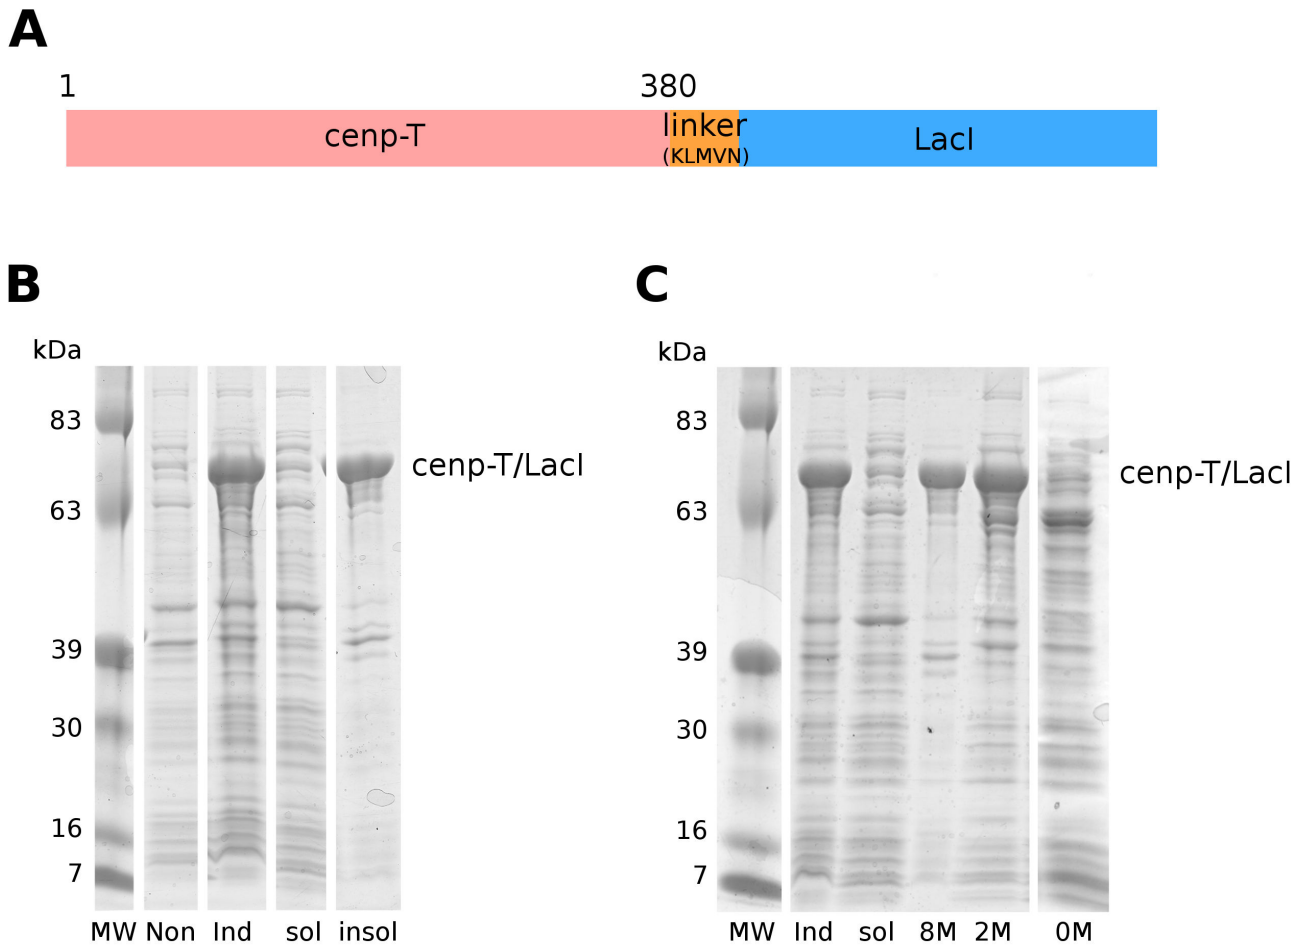 A
1
380
cenp-T
linker
(KLMVN)
LacI
B
kDa
83
63
39
30
16
7
cenp-T/LacI
MW Non Ind sol insol
C
kDa
83
63
39
30
16
7
cenp-T/LacI
MW Ind sol 8M 2M 0M